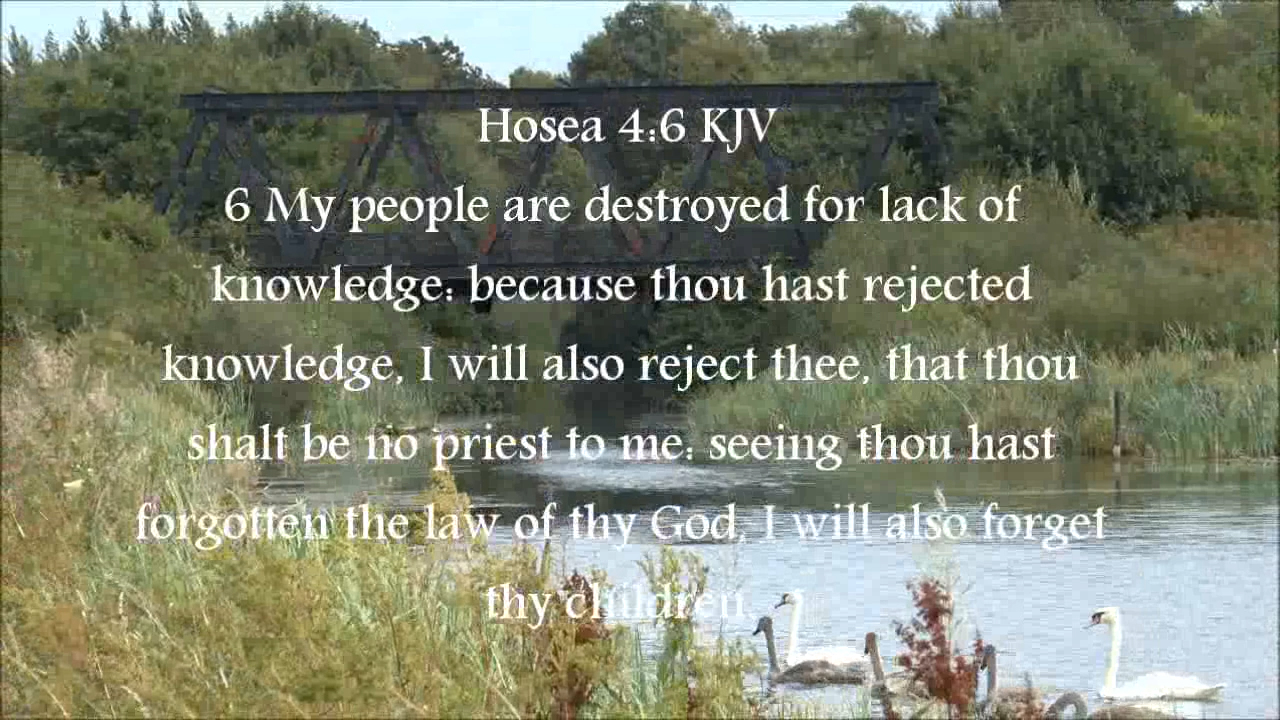 Hosea 4:6 KJV
6 My people are destroyed for lack of
knowledge: because thou hast rejected
knowledge, I will also reject thee, that thou
shalt be no priest to me: seeing thou hast
forgotten the law of thy God, I will also forget
thy children.